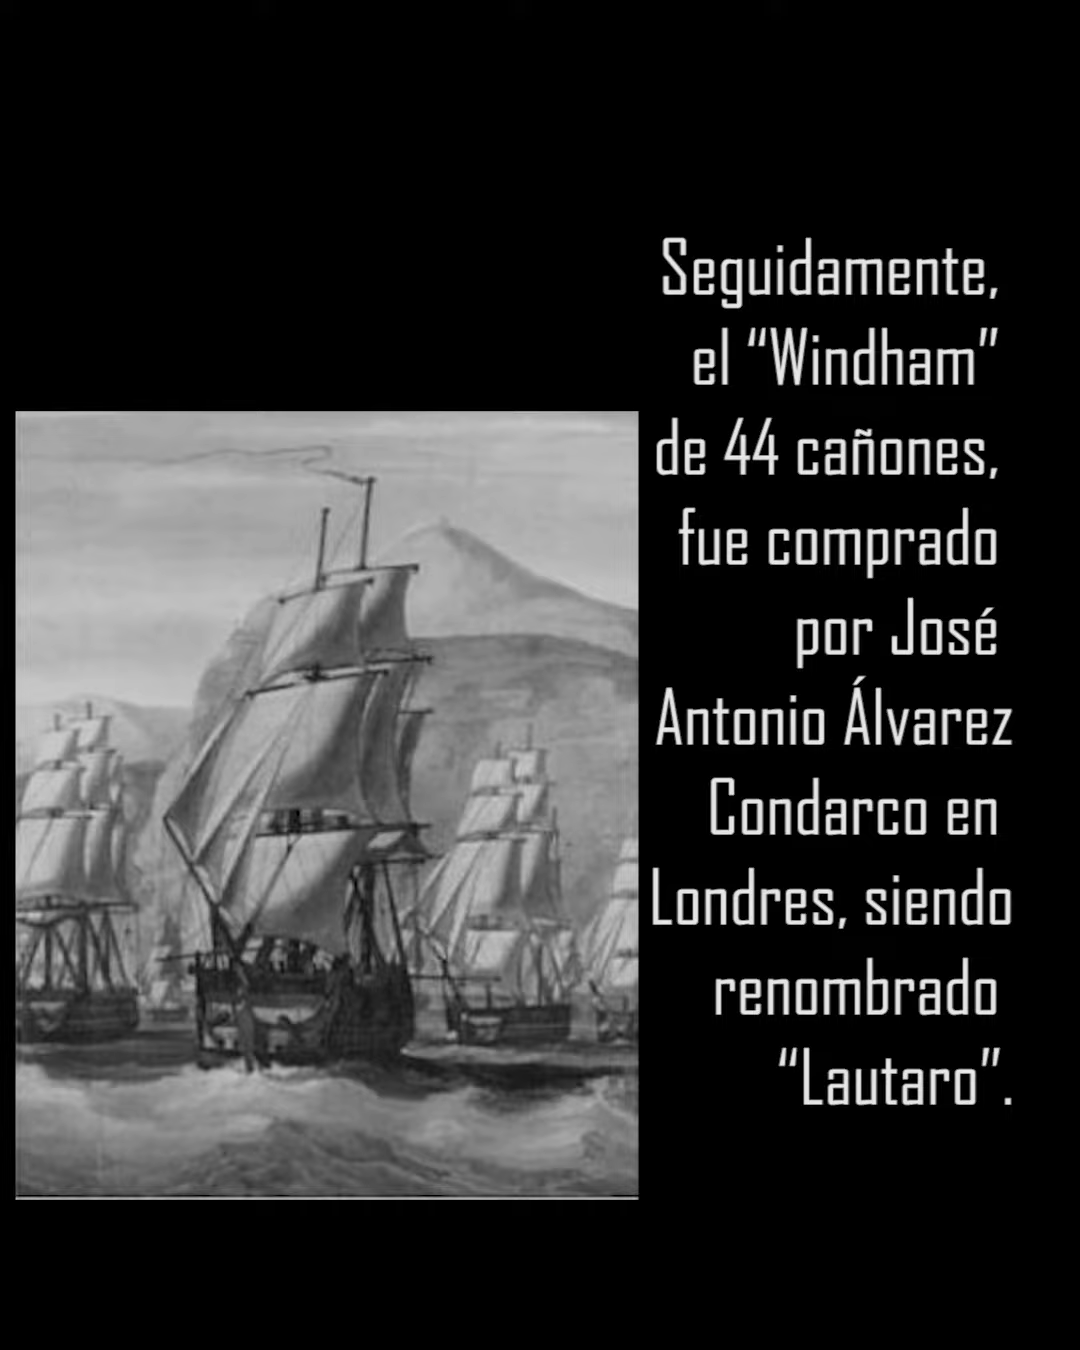 Seguidamente,
el “Windham”
de 44 cañones,
fue comprado
por José
Antonio Álvarez
Condarco en
Londres, siendo
renombrado
“Lautaro”.